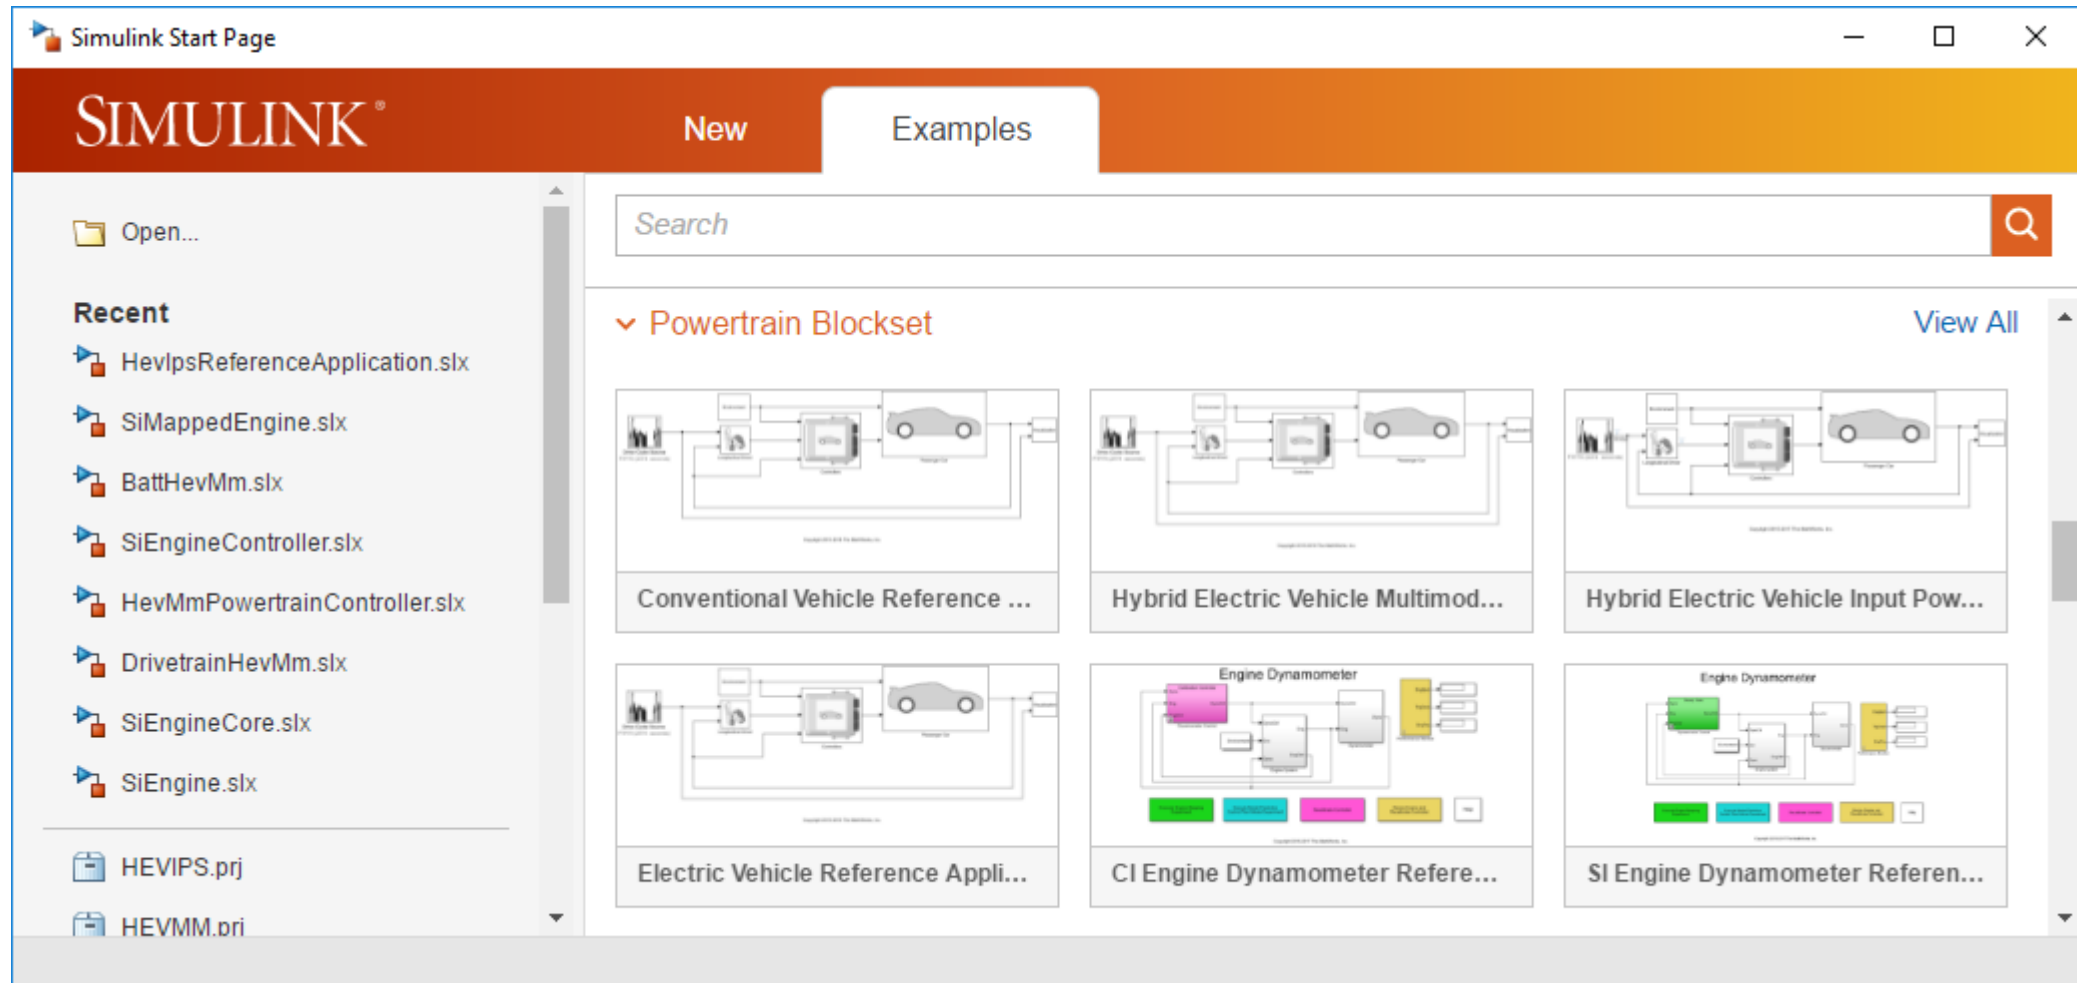 Simulink Start Page
SIMULINK®
New
Examples
Open...
Search
Recent
HevIpsReferenceApplication.slx
SiMappedEngine.slx
BattHevMm.slx
SiEngineController.slx
HevMmPowertrainController.slx
DrivetrainHevMm.slx
SiEngineCore.slx
SiEngine.slx
HEVIPS.prj
HEVMM.prj
Powertrain Blockset
View All
Conventional Vehicle Reference ...
Hybrid Electric Vehicle Multimod...
Hybrid Electric Vehicle Input Pow...
Engine Dynamometer
Engine Dynamometer
Electric Vehicle Reference Appli...
CI Engine Dynamometer Refere...
SI Engine Dynamometer Referen...